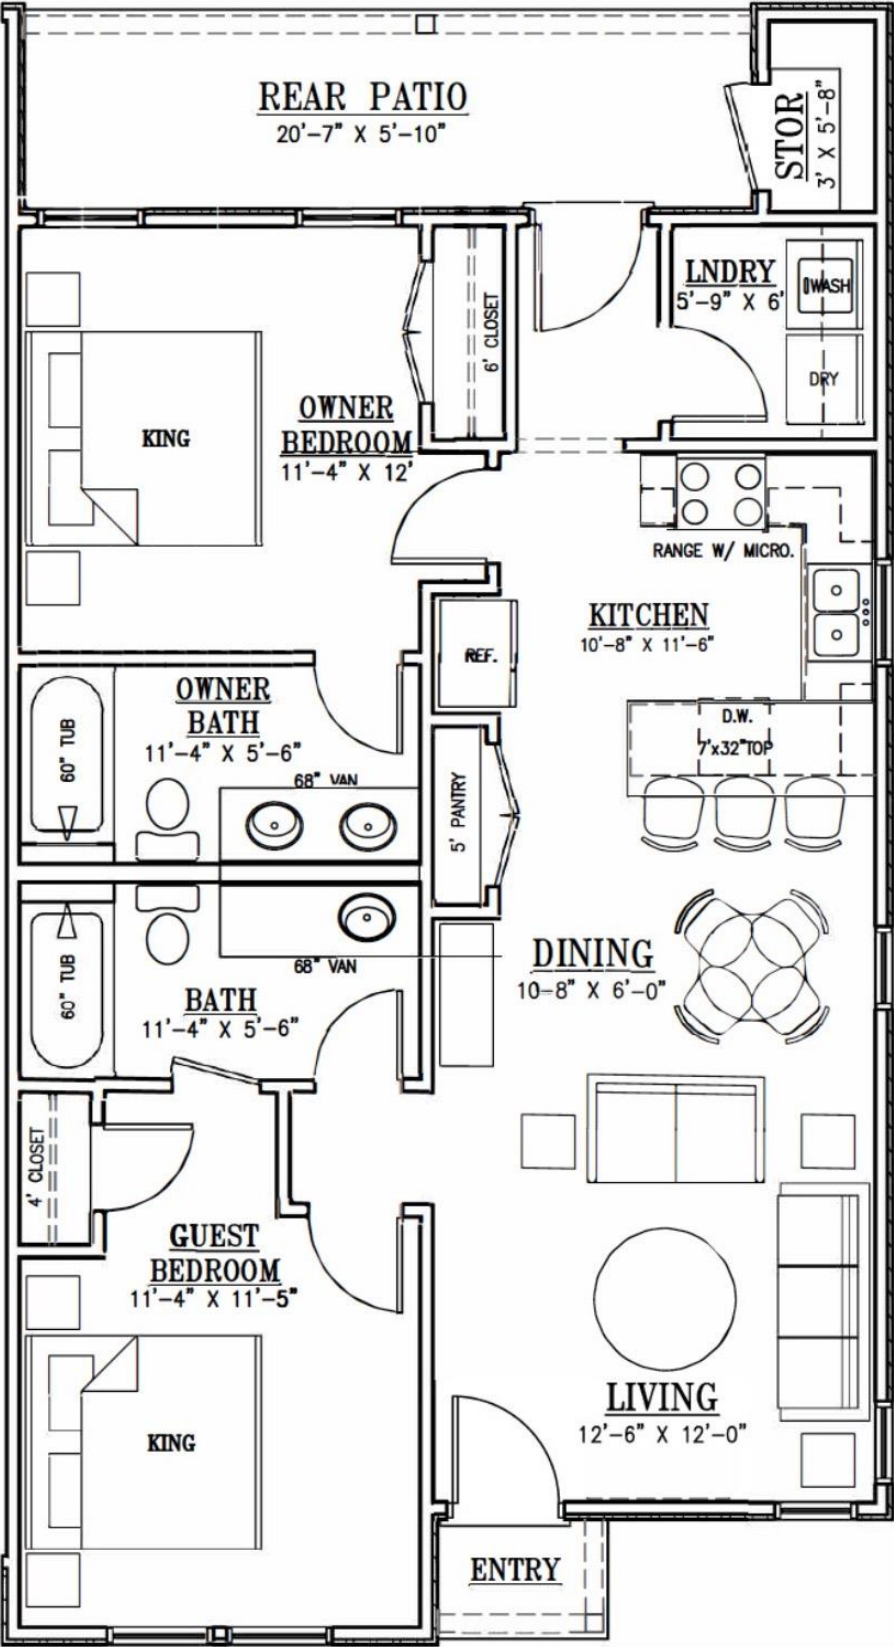 REAR PATIO
20'-7" X 5'-10"
STOR
3' X 5'-8"
LNDRY
5'-9" X 6'
WASH
DRY
6' CLOSET
OWNER
BEDROOM
11'-4" X 12'
KING
RANGE W/ MICRO.
KITCHEN
10'-8" X 11'-6"
REF.
OWNER
BATH
11'-4" X 5'-6"
60" TUB
68" VAN
D.W.
7'x32"TOP
5' PANTRY
DINING
10-8" X 6'-0"
68" VAN
60" TUB
BATH
11'-4" X 5'-6"
4' CLOSET
GUEST
BEDROOM
11'-4" X 11'-5"
KING
LIVING
12'-6" X 12'-0"
ENTRY